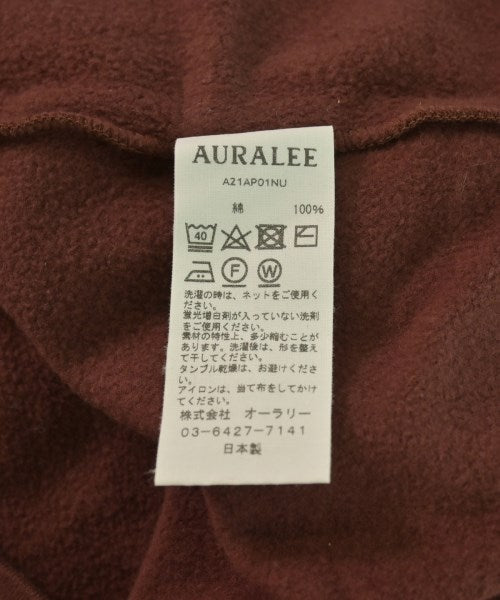 AURALEE
A21AP01NU
綿 100%
40
F W
洗濯の時は、ネットをご使用くだ
さい。
蛍光増白剤が入っていない洗剤
をご使用ください。
素材の特性上、多少縮むことが
あります。洗濯後は、形を整え
て干してください。
タンブル乾燥は、お避けくださ
い。
アイロンは、当て布をしてかけ
てください。
株式会社 オーラリー
03-6427-7141
日本製